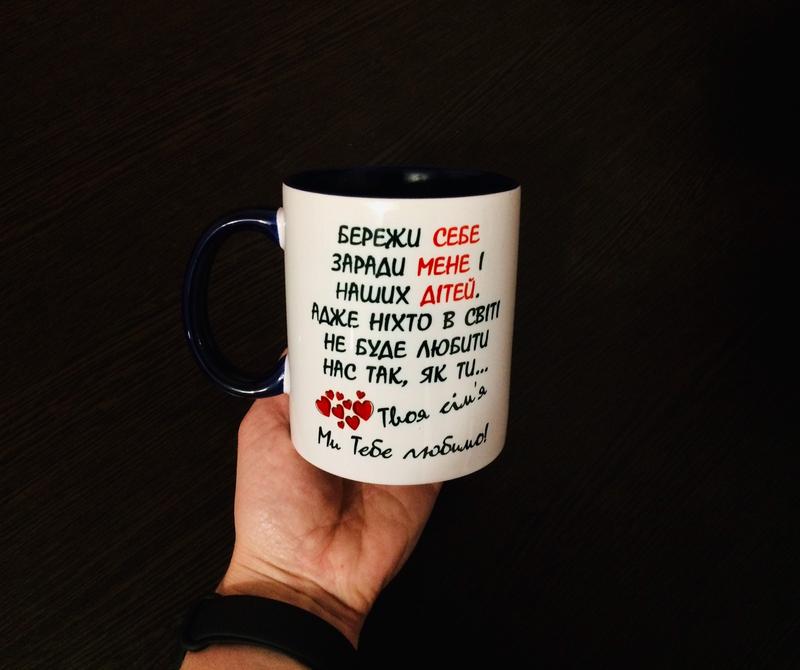 БЕРЕЖИ СЕБЕ
ЗАРАДИ МЕНЕ І
НАШИХ ДІТЕЙ.
АДЖЕ НІХТО В СВІТІ
НЕ БУДЕ ЛЮБИТИ
НАС ТАК, ЯК ТИ...
Твоя сім'я
Ми Тебе любимо!